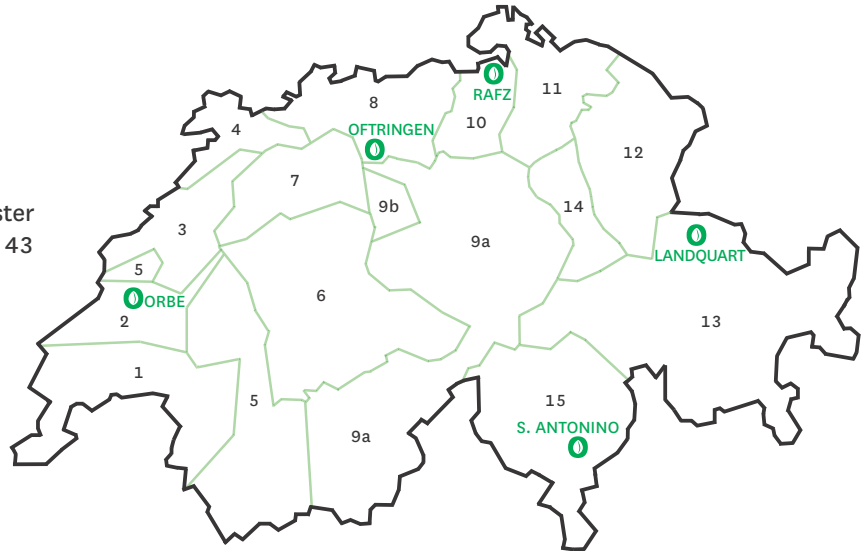 RAFZ
11
8
10
4
OFTRINGEN
12
7
14
9b
ster
43
3
9a
5
LANDQUART
ORBE
2
6
13
1
5
15
9a
S. ANTONINO